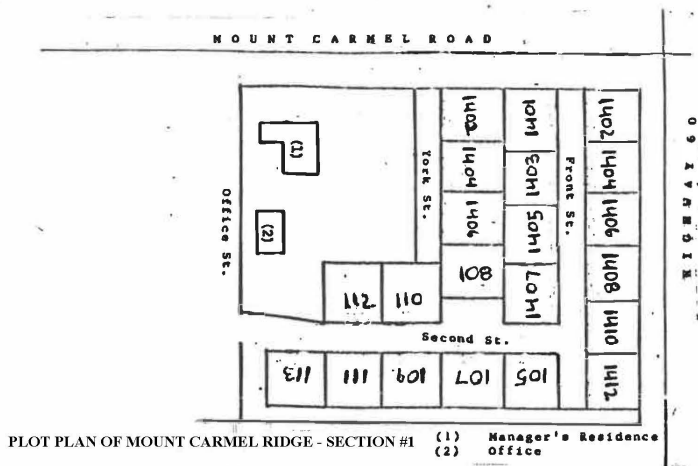 MOUNT CARMEL ROAD
HIGHWAY
Office St.
York St.
Front St.
Second St.
(1)
(2)
1402
1404
1406
108
1401
1403
1405
1407
1402
1404
1406
1408
1410
1412
112
110
113
111
109
107
105
PLOT PLAN OF MOUNT CARMEL RIDGE - SECTION #1
(1) Manager's Residence
(2) Office